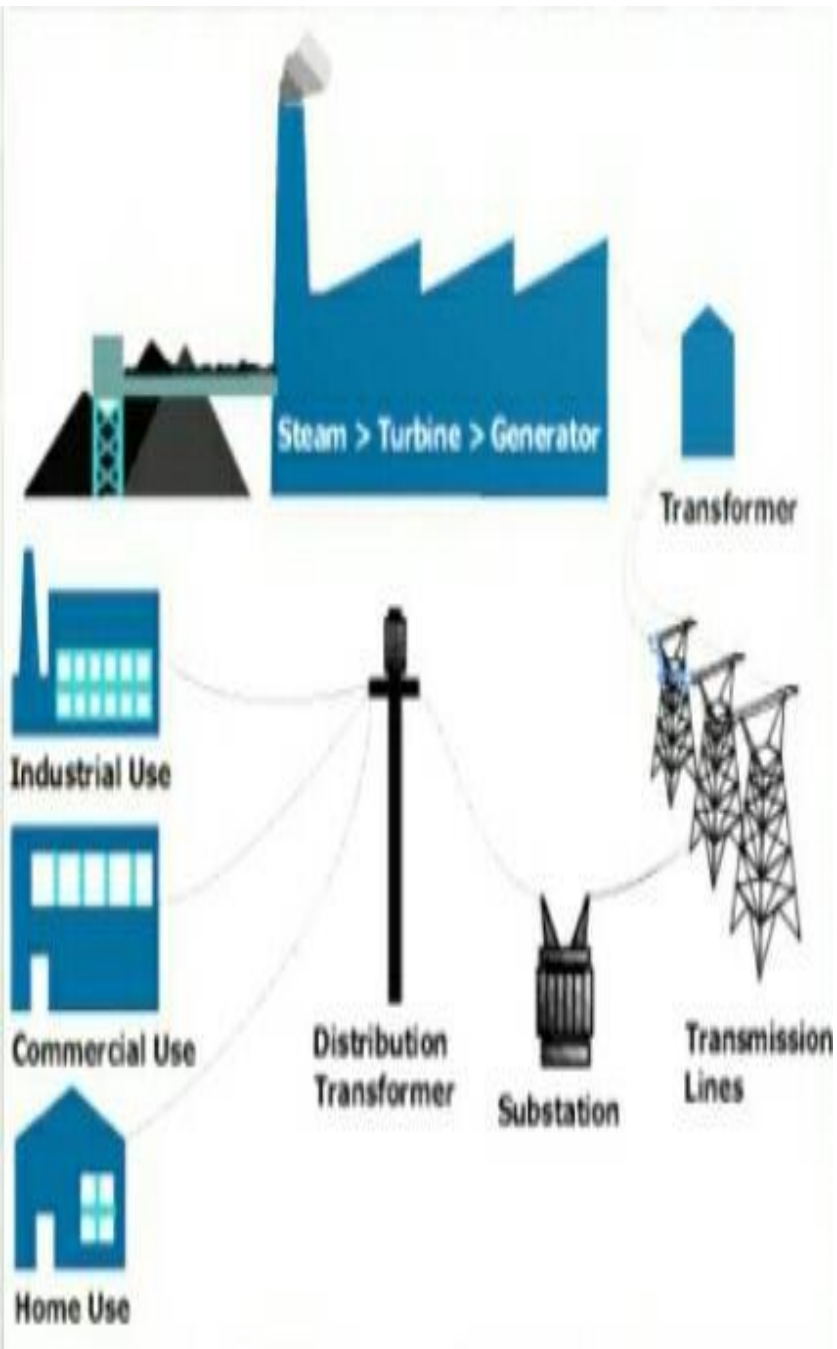 Steam > Turbine > Generator
Transformer
Industrial Use
Commercial Use
Distribution
Transformer
Substation
Transmission
Lines
Home Use